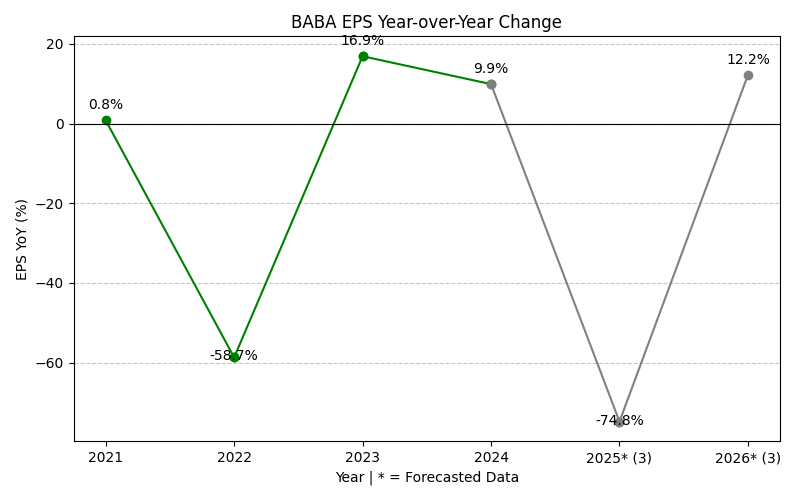 BABA EPS Year-over-Year Change
16.9%
20
12.2%
9.9%
0.8%
0
−20
EPS YoY (%)
−40
-58.7%
−60
-74.8%
2021 2022 2023 2024 2025* (3) 2026* (3)
Year | * = Forecasted Data